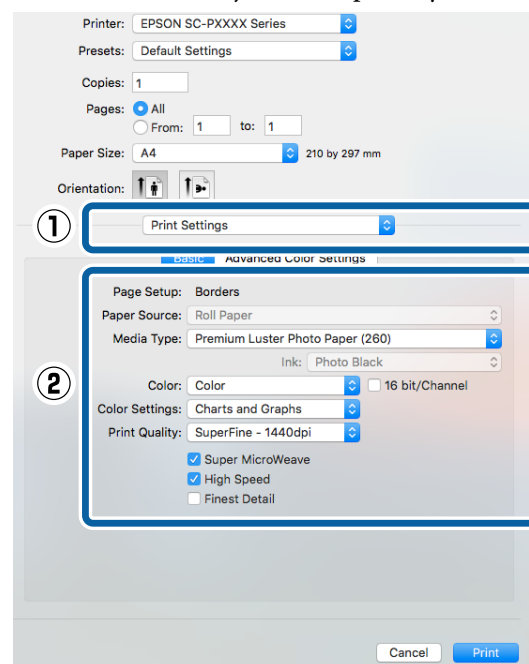 Printer: EPSON SC-PXXXX Series
Presets: Default Settings
Copies: 1
Pages: All
From: 1 to: 1
Paper Size: A4 210 by 297 mm
Orientation:
1 Print Settings
Basic Advanced Color Settings
Page Setup: Borders
Paper Source: Roll Paper
Media Type: Premium Luster Photo Paper (260)
Ink: Photo Black
2
Color: Color 16 bit/Channel
Color Settings: Charts and Graphs
Print Quality: SuperFine - 1440dpi
Super MicroWeave
High Speed
Finest Detail
Cancel Print